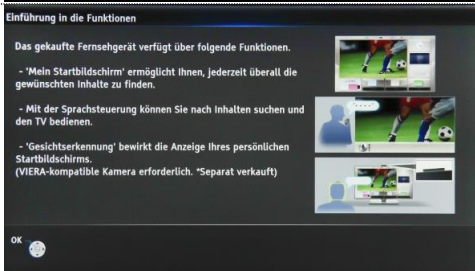 Einführung in die Funktionen
Das gekaufte Fernsehgerät verfügt über folgende Funktionen.
- 'Mein Startbildschirm' ermöglicht Ihnen, jederzeit überall die
gewünschten Inhalte zu finden.
- Mit der Sprachsteuerung können Sie nach Inhalten suchen und
den TV bedienen.
- 'Gesichtserkennung' bewirkt die Anzeige Ihres persönlichen
Startbildschirms.
(VIERA-kompatible Kamera erforderlich. *Separat verkauft)
OK